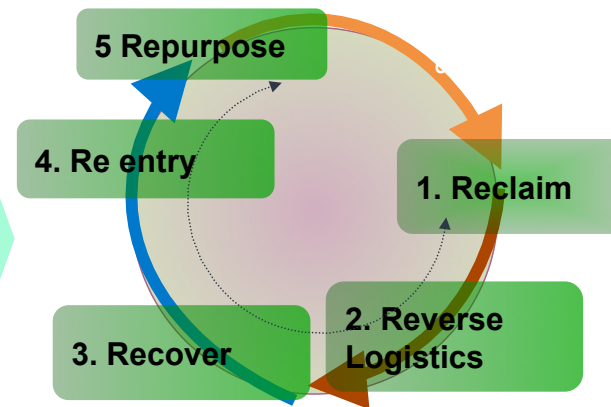 5 Repurpose
4. Re entry
1. Reclaim
2. Reverse
Logistics
3. Recover